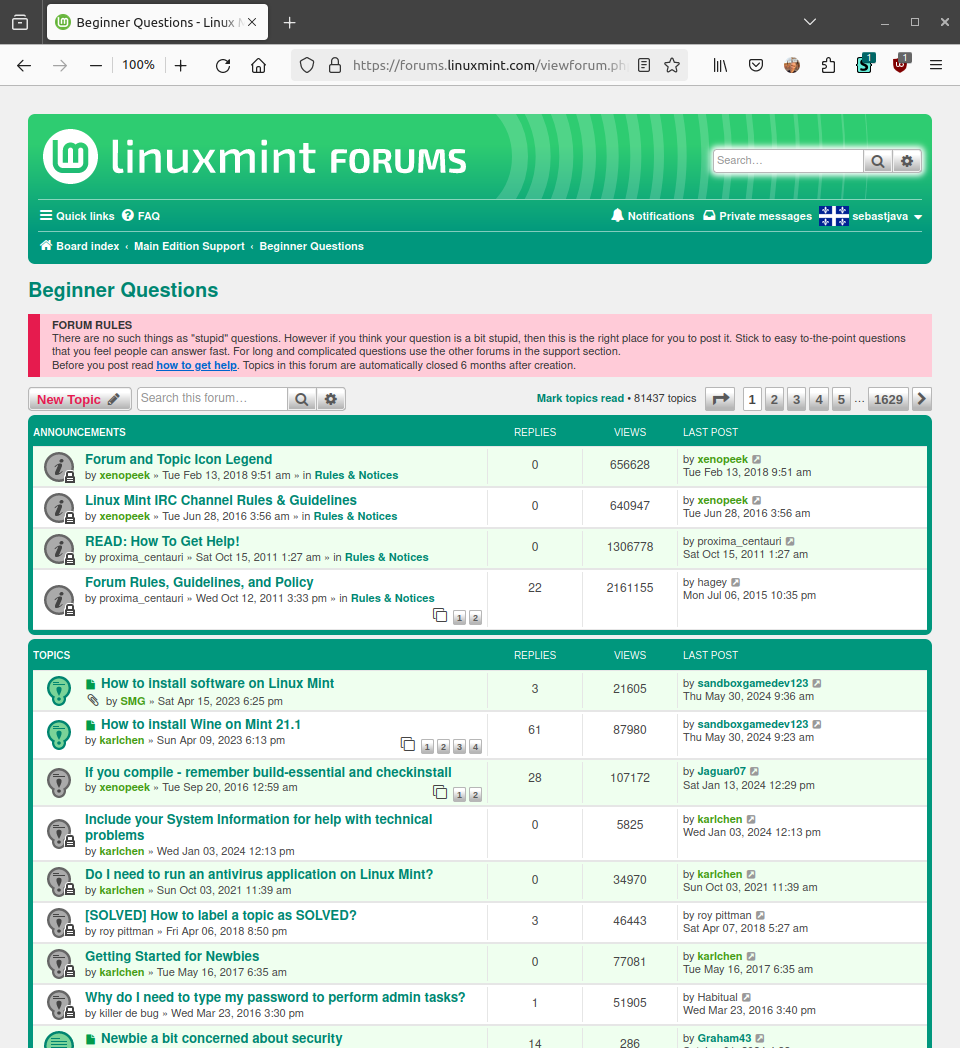 Beginner Questions - Linux M
100%
https://forums.linuxmint.com/viewforum.ph
1
1
linuxmint FORUMS
Search…
Quick links FAQ
Notifications Private messages sebastjava
Board index ‹ Main Edition Support ‹ Beginner Questions
Beginner Questions
FORUM RULES
There are no such things as "stupid" questions. However if you think your question is a bit stupid, then this is the right place for you to post it. Stick to easy to-the-point questions
that you feel people can answer fast. For long and complicated questions use the other forums in the support section.
Before you post read how to get help. Topics in this forum are automatically closed 6 months after creation.
New Topic Search this forum… Mark topics read • 81437 topics 1 2 3 4 5 … 1629
ANNOUNCEMENTS REPLIES VIEWS LAST POST
Forum and Topic Icon Legend
by xenopeek » Tue Feb 13, 2018 9:51 am » in Rules & Notices
0 656628
by xenopeek
Tue Feb 13, 2018 9:51 am
Linux Mint IRC Channel Rules & Guidelines
by xenopeek » Tue Jun 28, 2016 3:56 am » in Rules & Notices
0 640947
by xenopeek
Tue Jun 28, 2016 3:56 am
READ: How To Get Help!
by proxima_centauri » Sat Oct 15, 2011 1:27 am » in Rules & Notices
0 1306778
by proxima_centauri
Sat Oct 15, 2011 1:27 am
Forum Rules, Guidelines, and Policy
by proxima_centauri » Wed Oct 12, 2011 3:33 pm » in Rules & Notices
1 2
22 2161155
by hagey
Mon Jul 06, 2015 10:35 pm
TOPICS REPLIES VIEWS LAST POST
How to install software on Linux Mint
by SMG » Sat Apr 15, 2023 6:25 pm
3 21605
by sandboxgamedev123
Thu May 30, 2024 9:36 am
How to install Wine on Mint 21.1
by karlchen » Sun Apr 09, 2023 6:13 pm
1 2 3 4
61 87980
by sandboxgamedev123
Thu May 30, 2024 9:23 am
If you compile - remember build-essential and checkinstall
by xenopeek » Tue Sep 20, 2016 12:59 am
1 2
28 107172
by Jaguar07
Sat Jan 13, 2024 12:29 pm
Include your System Information for help with technical
problems
by karlchen » Wed Jan 03, 2024 12:13 pm
0 5825
by karlchen
Wed Jan 03, 2024 12:13 pm
Do I need to run an antivirus application on Linux Mint?
by karlchen » Sun Oct 03, 2021 11:39 am
0 34970
by karlchen
Sun Oct 03, 2021 11:39 am
[SOLVED] How to label a topic as SOLVED?
by roy pittman » Fri Apr 06, 2018 8:50 pm
3 46443
by roy pittman
Sat Apr 07, 2018 5:27 am
Getting Started for Newbies
by karlchen » Tue May 16, 2017 6:35 am
0 77081
by karlchen
Tue May 16, 2017 6:35 am
Why do I need to type my password to perform admin tasks?
by killer de bug » Wed Mar 23, 2016 3:30 pm
1 51905
by Habitual
Wed Mar 23, 2016 3:40 pm
Newbie a bit concerned about security
14 286
by Graham43